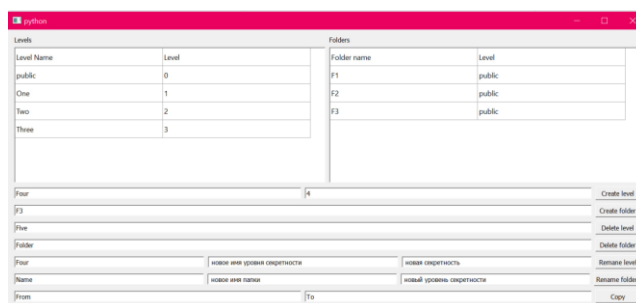 python
Levels Folders
Level Name Level Folder name Level
public 0 F1 public
One 1 F2 public
Two 2 F3 public
Three 3
Four 4 Create level
F3 Create folder
Five Delete level
Folder Delete folder
Four новое имя уровня секретности новая секретность Remane level
Name новое имя папки новый уровень секретности Rename folder
From To Copy